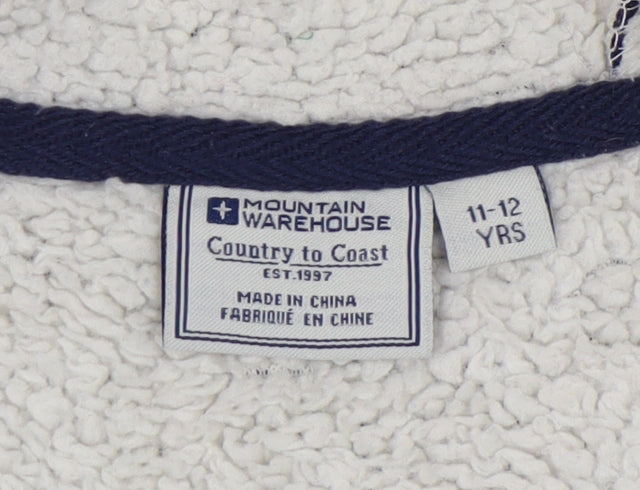 MOUNTAIN
WAREHOUSE
Country to Coast
EST.1997
MADE IN CHINA
FABRIQUÉ EN CHINE
11-12
YRS